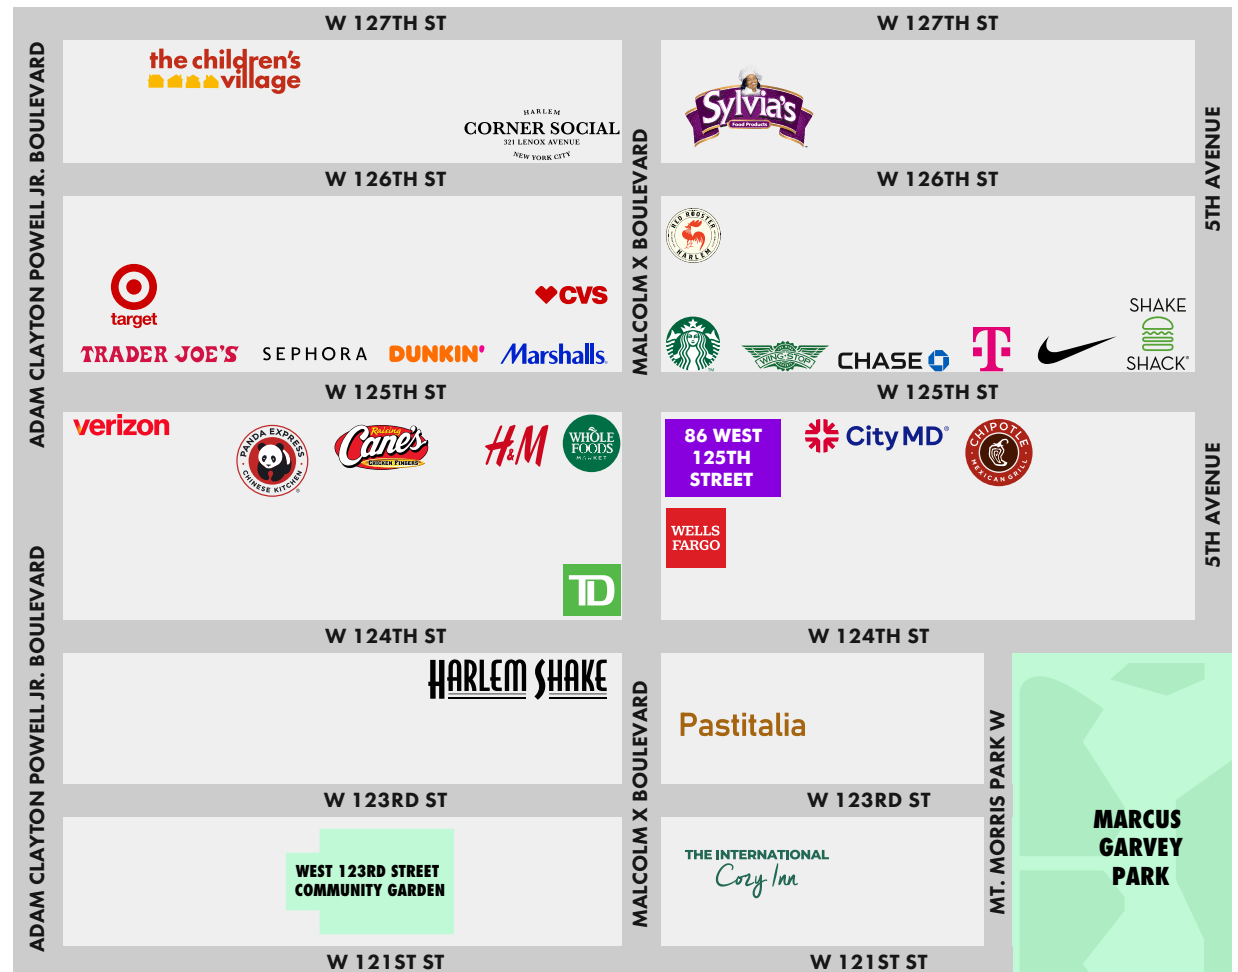 W 127TH ST
W 127TH ST
ADAM CLAYTON POWELL JR. BOULEVARD
the children's
village
HARLEM
CORNER SOCIAL
321 LENOX AVENUE
NEW YORK CITY
MALCOLM X BOULEVARD
Sylvia's
Food Products
5TH AVENUE
W 126TH ST
W 126TH ST
RED ROOSTER
HARLEM
target
CVS
TRADER JOE'S
SEPHORA
DUNKIN'
Marshalls
WING·STOP
CHASE
T
SHAKE
SHACK
W 125TH ST
W 125TH ST
verizon
PANDA EXPRESS
CHINESE KITCHEN
Raising
Cane's
CHICKEN FINGERS
H&M
WHOLE
FOODS
MARKET
86 WEST
125TH
STREET
CityMD
CHIPOTLE
MEXICAN GRILL
5TH AVENUE
WELLS
FARGO
TD
ADAM CLAYTON POWELL JR. BOULEVARD
W 124TH ST
W 124TH ST
HARLEM SHAKE
MALCOLM X BOULEVARD
Pastitalia
MT. MORRIS PARK W
W 123RD ST
W 123RD ST
WEST 123RD STREET
COMMUNITY GARDEN
THE INTERNATIONAL
Cozy Inn
MARCUS
GARVEY
PARK
W 121ST ST
W 121ST ST